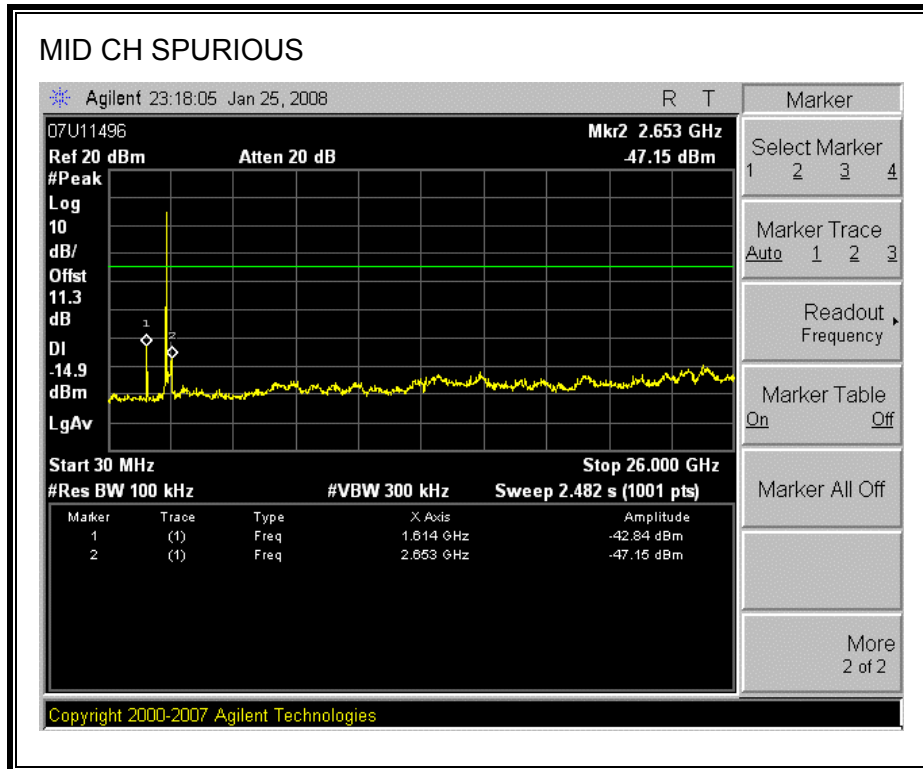 MID CH SPURIOUS
Agilent 23:18:05 Jan 25, 2008 R T
07U11496 Mkr2 2.653 GHz
Ref 20 dBm Atten 20 dB -47.15 dBm
#Peak
Log
10
dB/
Offst
11.3
dB
DI
-14.9
dBm
LgAv
1
2
Start 30 MHz Stop 26.000 GHz
#Res BW 100 kHz #VBW 300 kHz Sweep 2.482 s (1001 pts)
Marker Trace Type X Axis Amplitude
1 (1) Freq 1.614 GHz -42.84 dBm
2 (1) Freq 2.653 GHz -47.15 dBm
Marker
Select Marker
1 2 3 4
Marker Trace
Auto 1 2 3
Readout
Frequency
Marker Table
On Off
Marker All Off
More
2 of 2
Copyright 2000-2007 Agilent Technologies